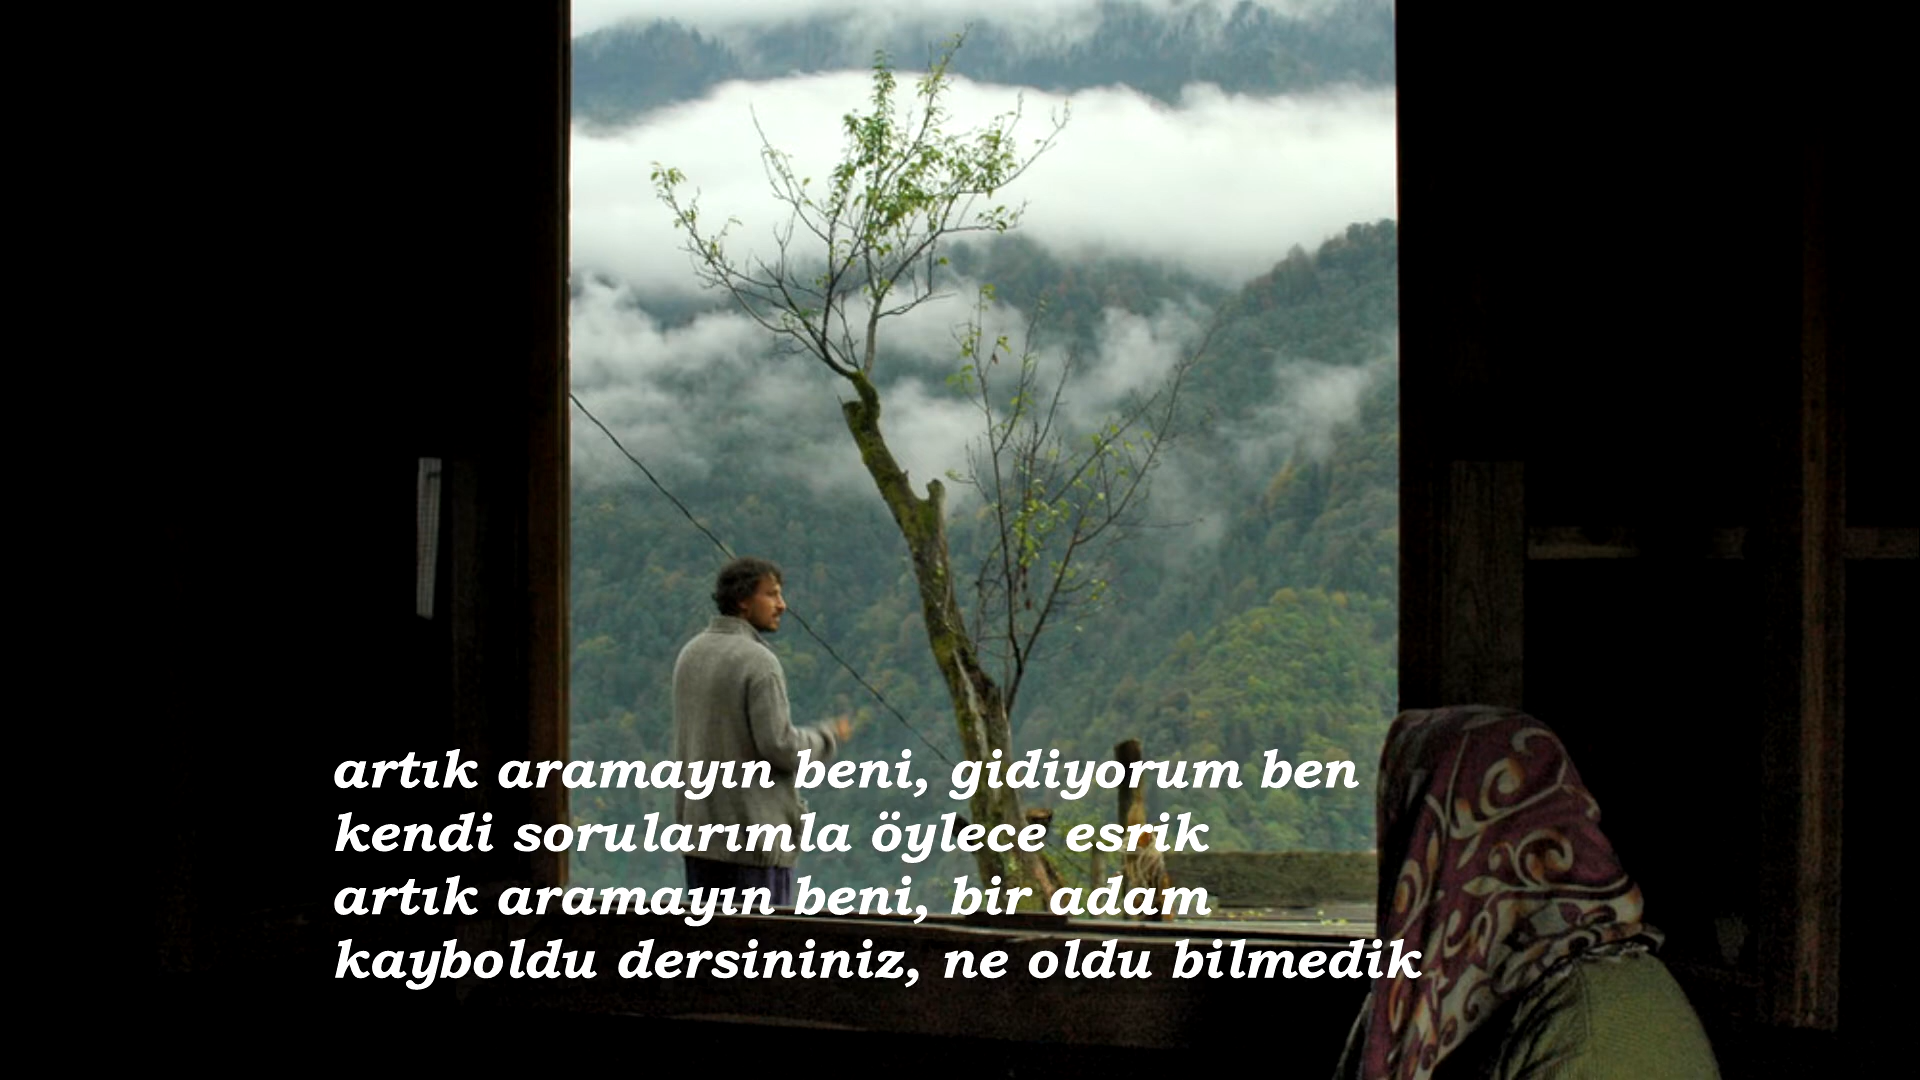 artık aramayın beni, gidiyorum ben
kendi sorularımla öylece esrik
artık aramayın beni, bir adam
kayboldu dersininiz, ne oldu bilmedik